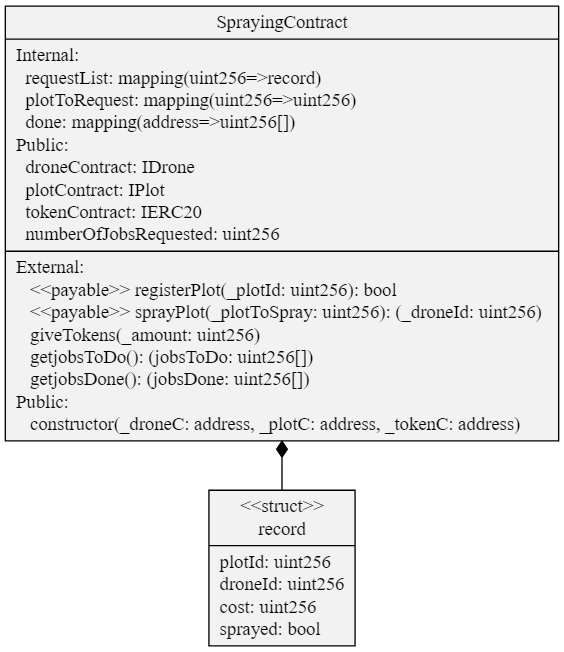 SprayingContract
Internal:
requestList: mapping(uint256=>record)
plotToRequest: mapping(uint256=>uint256)
done: mapping(address=>uint256[])
Public:
droneContract: IDrone
plotContract: IPlot
tokenContract: IERC20
numberOfJobsRequested: uint256
External:
<<payable>> registerPlot(_plotId: uint256): bool
<<payable>> sprayPlot(_plotToSpray: uint256): (_droneId: uint256)
giveTokens(_amount: uint256)
getjobsToDo(): (jobsToDo: uint256[])
getjobsDone(): (jobsDone: uint256[])
Public:
constructor(_droneC: address, _plotC: address, _tokenC: address)
<<struct>>
record
plotId: uint256
droneId: uint256
cost: uint256
sprayed: bool